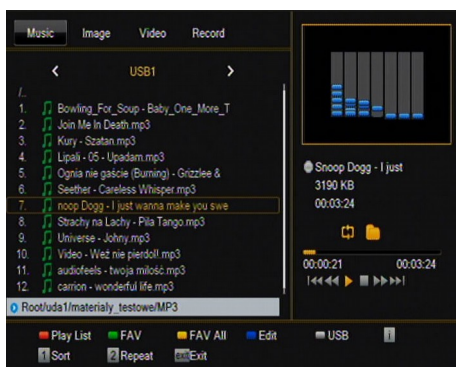 Music Image Video Record
USB1
/..
1. Bowling_For_Soup - Baby_One_More_T
2. Join Me In Death.mp3
3. Kury - Szatan.mp3
4. Lipali - 05 - Upadam.mp3
5. Ognia nie gaście (Burning) - Grizzlee &
6. Seether - Careless Whisper.mp3
7. noop Dogg - I just wanna make you swe
8. Strachy na Lachy - Pila Tango.mp3
9. Universe - Johny.mp3
10. Video - Weź nie pierdol!.mp3
11. audiofeels - twoja miłość.mp3
12. carrion - wonderful life.mp3
Root/uda1/materialy_testowe/MP3
Snoop Dogg - I just
3190 KB
00:03:24
00:00:21 00:03:24
Play List FAV FAV All Edit USB i
1 Sort 2 Repeat exit Exit